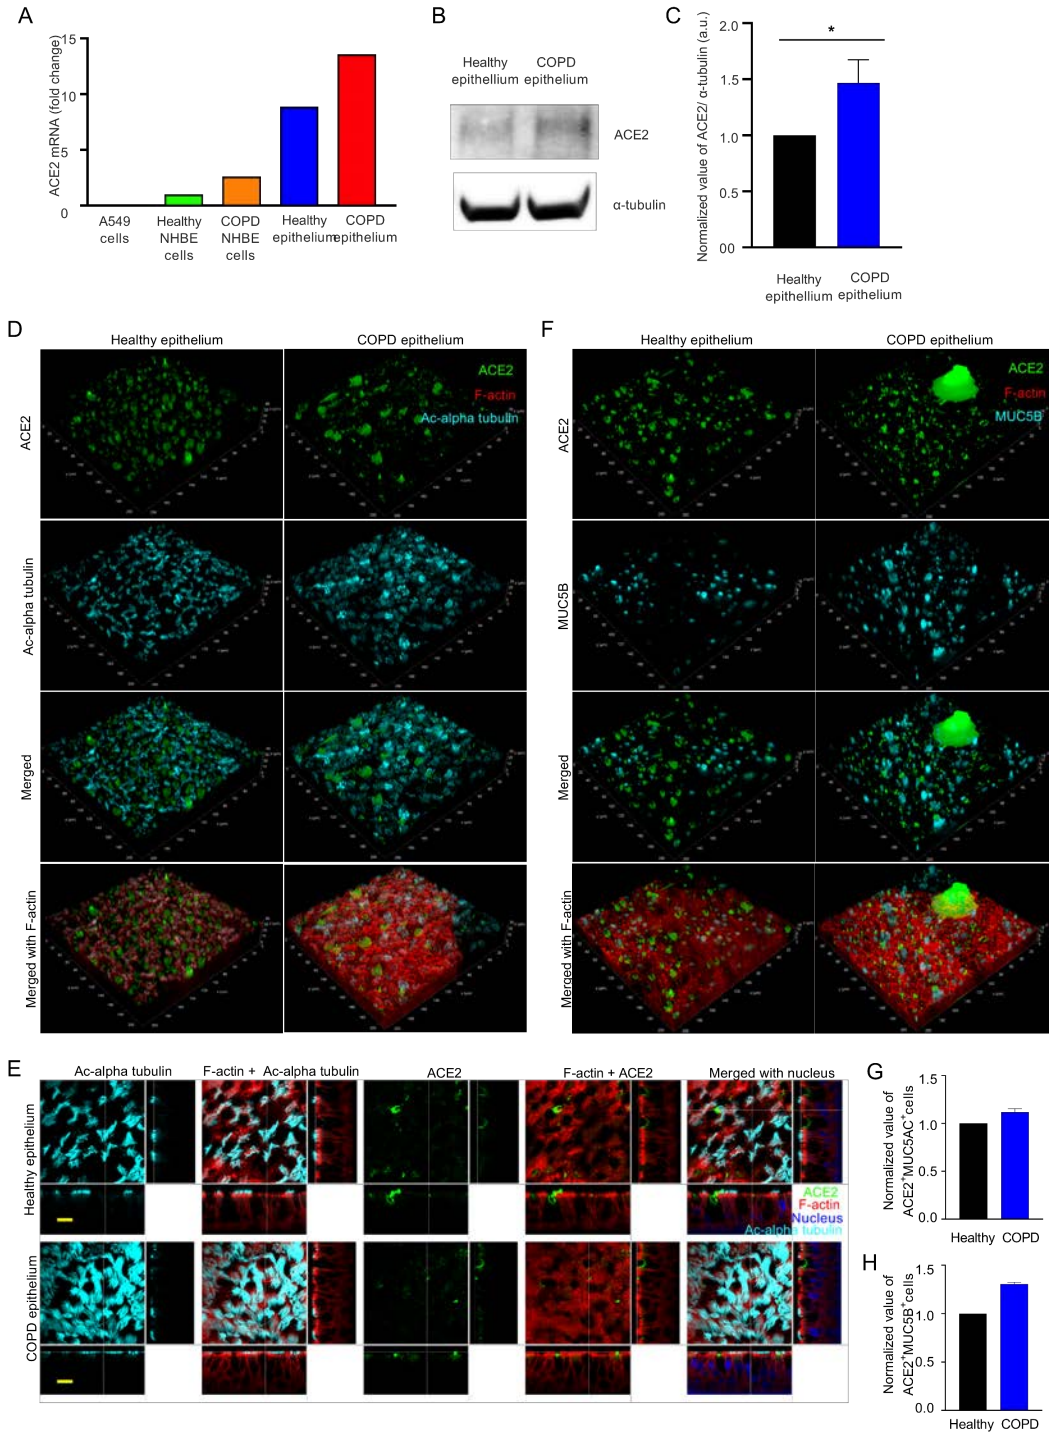 A
ACE2 mRNA (fold change)
15
10
5
0
A549
cells
Healthy
NHBE
cells
COPD
NHBE
cells
Healthy
epithelium
COPD
epithelium
B
Healthy
epithellium
COPD
epithelium
ACE2
α-tubulin
C
Normalized value of ACE2/ α-tubulin (a.u.)
2.0
1.5
1.0
0.5
00
*
Healthy
epithellium
COPD
epithelium
D
Healthy epithelium
COPD epithelium
ACE2
ACE2
F-actin
Ac-alpha tubulin
Ac-alpha tubulin
Merged
Merged with F-actin
F
Healthy epithelium
COPD epithelium
ACE2
ACE2
F-actin
MUC5B
MUC5B
Merged
Merged with F-actin
E
Ac-alpha tubulin
F-actin + Ac-alpha tubulin
ACE2
F-actin + ACE2
Merged with nucleus
Healthy epithelium
ACE2
F-actin
Nucleus
Ac-alpha tubulin
COPD epithelium
G
Normalized value of
ACE2⁺MUC5AC⁺cells
1.5
1.0
0.5
0.0
Healthy
COPD
H
Normalized value of
ACE2⁺MUC5B⁺cells
1.5
1.0
0.5
0.0
Healthy
COPD